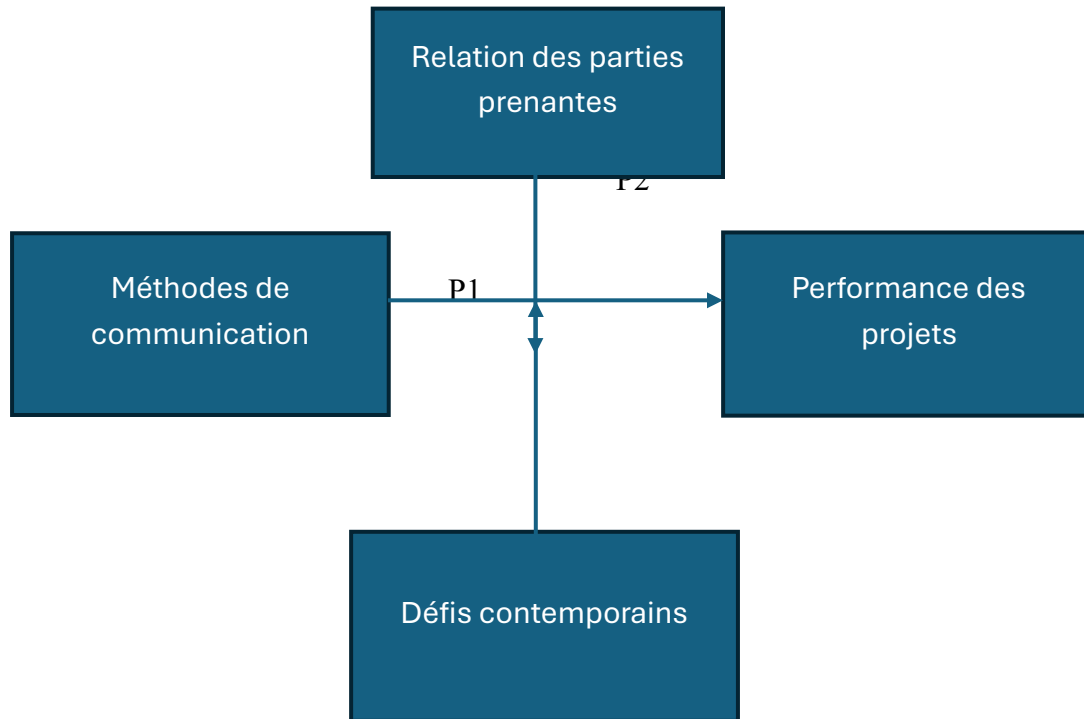 Relation des parties
prenantes
P2
Méthodes de
communication
P1
Performance des
projets
Défis contemporains